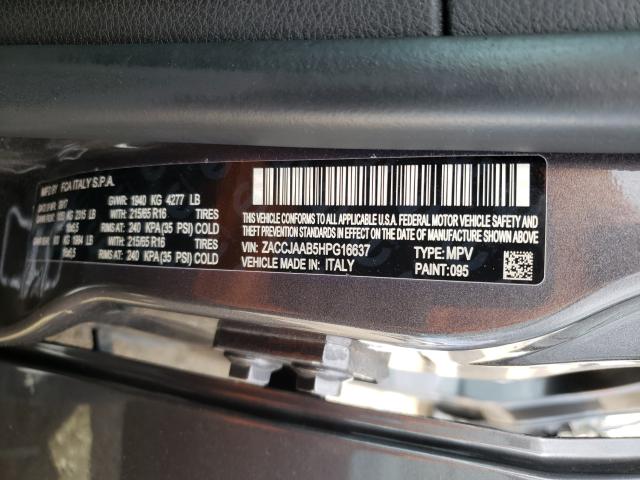 MFD BY FCA ITALY S.P.A.
GWR: 1940 KG 4277 LB
WITH: 215/65 R16 TIRES
RIMS AT: 240 KPA(35 PSI) COLD
WITH: 215/65 R16 TIRES
RIMS AT: 240 KPA(35 PSI) COLD
THIS VEHICLE CONFORMS TO ALL APPLICABLE U.S.A. FEDERAL MOTOR VEHICLE SAFETY AND
THEFT PREVENTION STANDARDS IN EFFECT ON THE DATE OF MANUFACTURE SHOWN ABOVE.
VIN: ZACCJAAB5HPG16637 TYPE: MPV
VEHICLE MADE IN: ITALY PAINT: 095